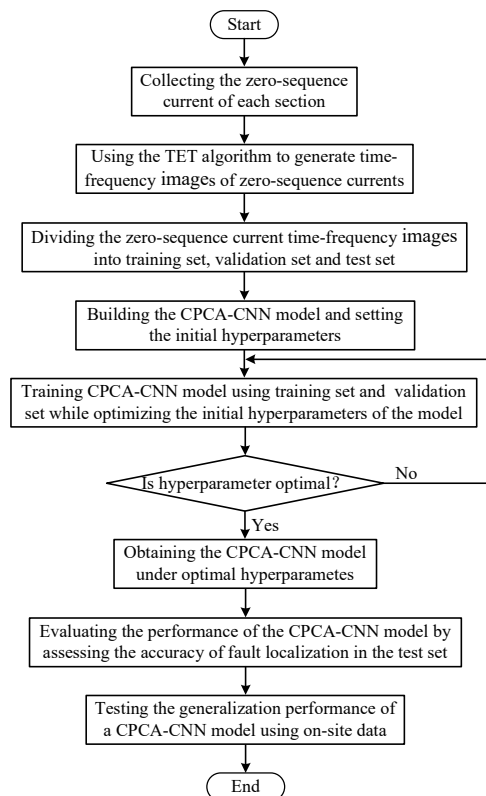 Start
Collecting the zero-sequence
current of each section
Using the TET algorithm to generate time-
frequency images of zero-sequence currents
Dividing the zero-sequence current time-frequency images
into training set, validation set and test set
Building the CPCA-CNN model and setting
the initial hyperparameters
Training CPCA-CNN model using training set and validation
set while optimizing the initial hyperparameters of the model
Is hyperparameter optimal?
No
Yes
Obtaining the CPCA-CNN model
under optimal hyperparametes
Evaluating the performance of the CPCA-CNN model by
assessing the accuracy of fault localization in the test set
Testing the generalization performance of
a CPCA-CNN model using on-site data
End